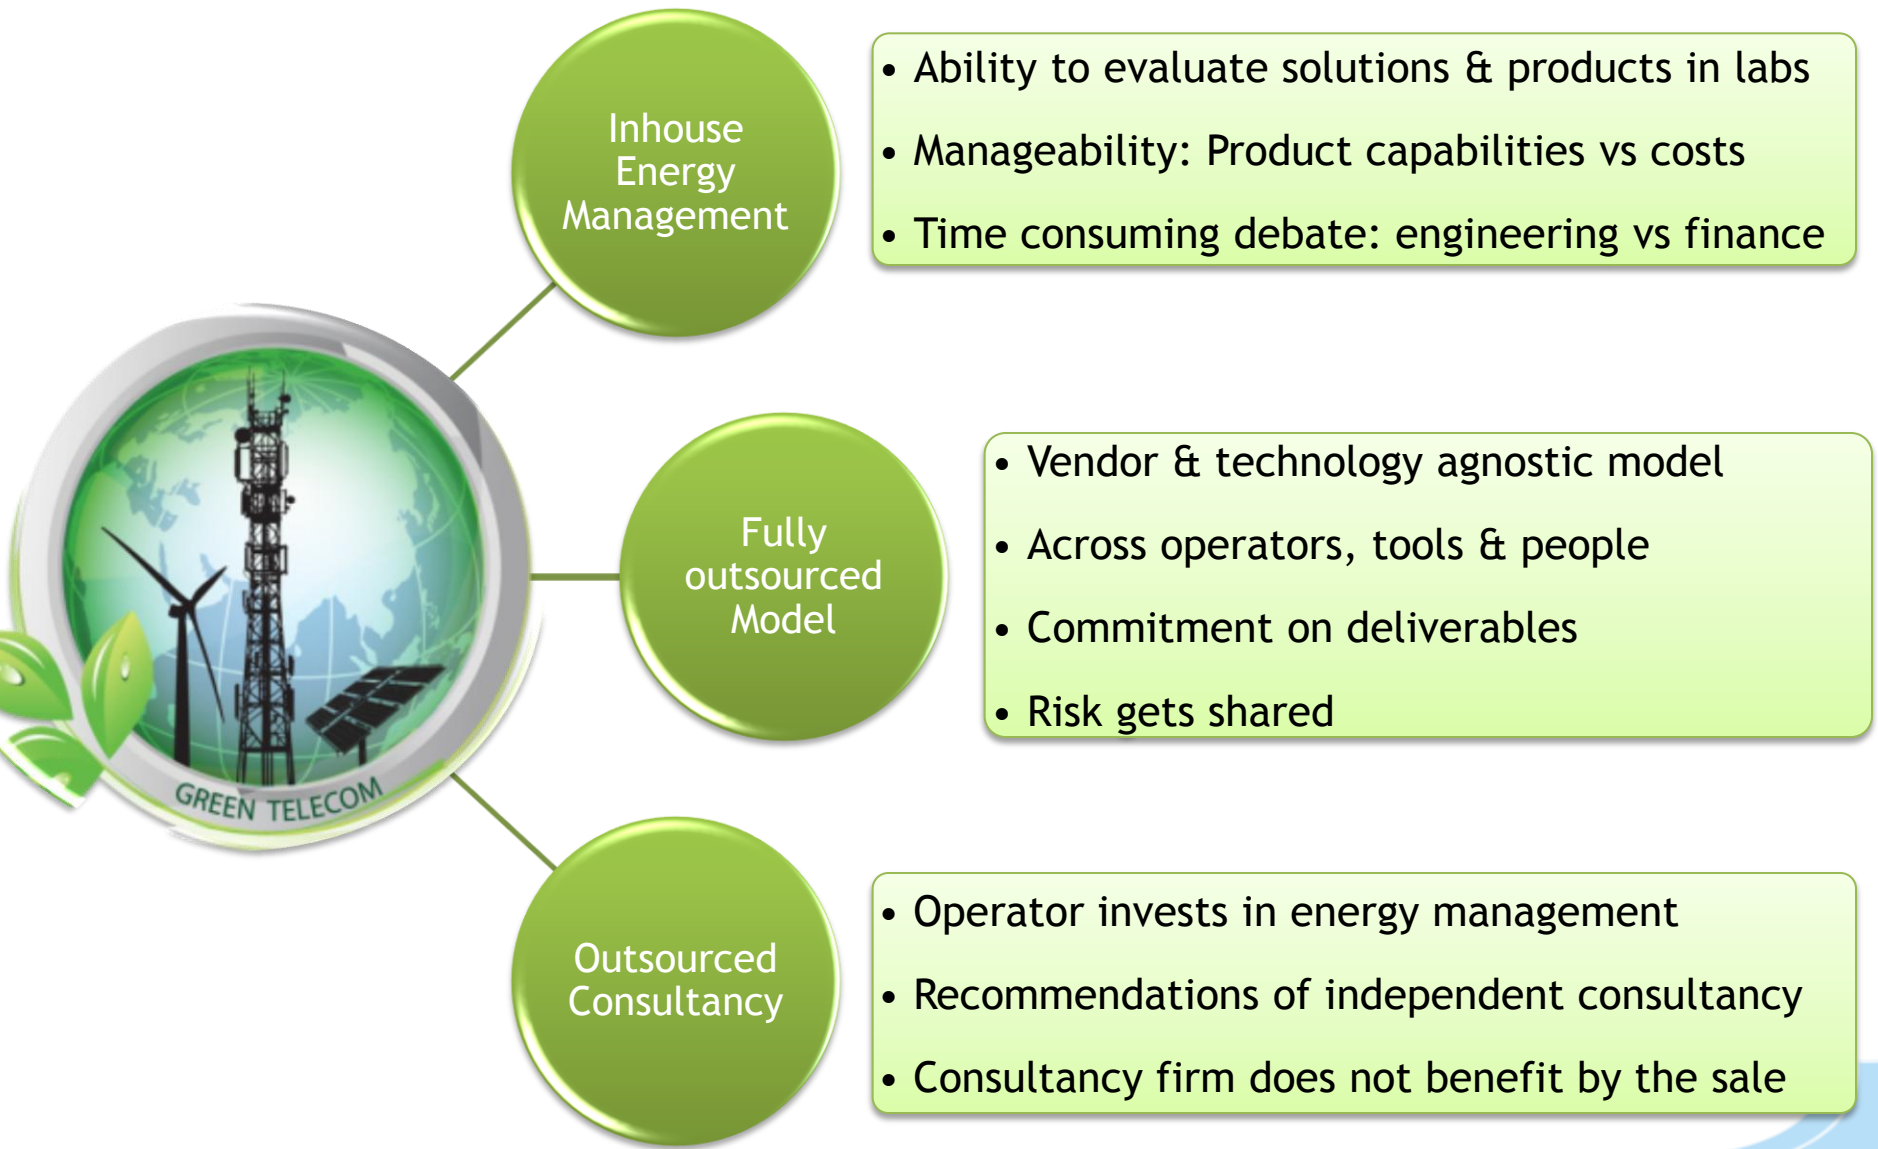 Inhouse
Energy
Management
• Ability to evaluate solutions & products in labs
• Manageability: Product capabilities vs costs
• Time consuming debate: engineering vs finance
GREEN TELECOM
Fully
outsourced
Model
• Vendor & technology agnostic model
• Across operators, tools & people
• Commitment on deliverables
• Risk gets shared
Outsourced
Consultancy
• Operator invests in energy management
• Recommendations of independent consultancy
• Consultancy firm does not benefit by the sale